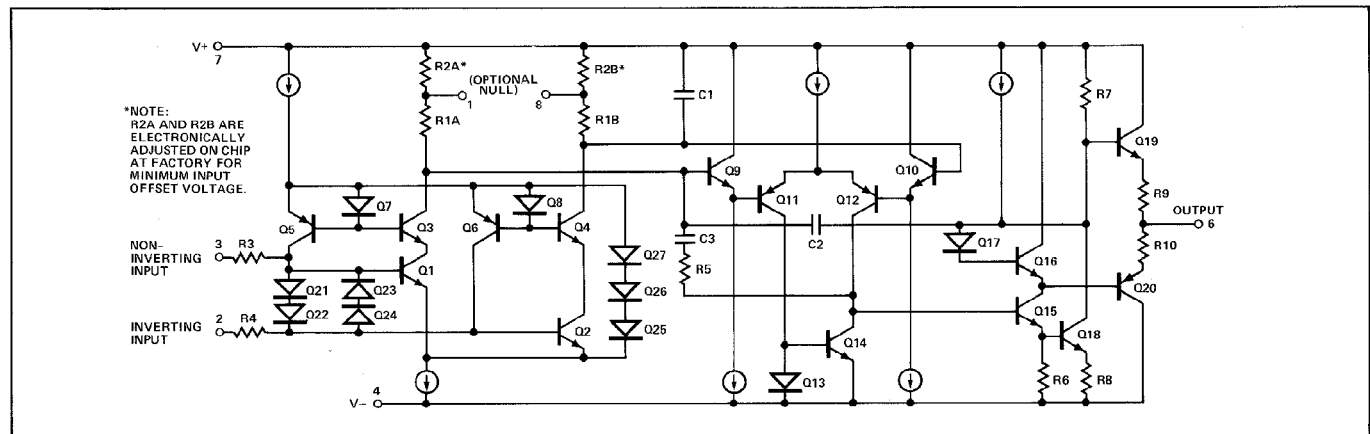 V+
7
R2A*
(OPTIONAL
NULL)
1
8
R2B*
R1A
R1B
C1
*NOTE:
R2A AND R2B ARE
ELECTRONICALLY
ADJUSTED ON CHIP
AT FACTORY FOR
MINIMUM INPUT
OFFSET VOLTAGE.
R7
Q19
Q9
Q10
Q11
Q12
R9
OUTPUT
6
R10
Q7
Q3
Q5
Q8
Q4
Q6
NON-
INVERTING
INPUT
3
R3
Q1
Q21
Q22
Q23
Q24
Q27
Q26
Q25
C3
C2
R5
Q17
Q16
Q20
INVERTING
INPUT
2
R4
Q2
Q15
Q18
Q14
Q13
R6
R8
V-
4